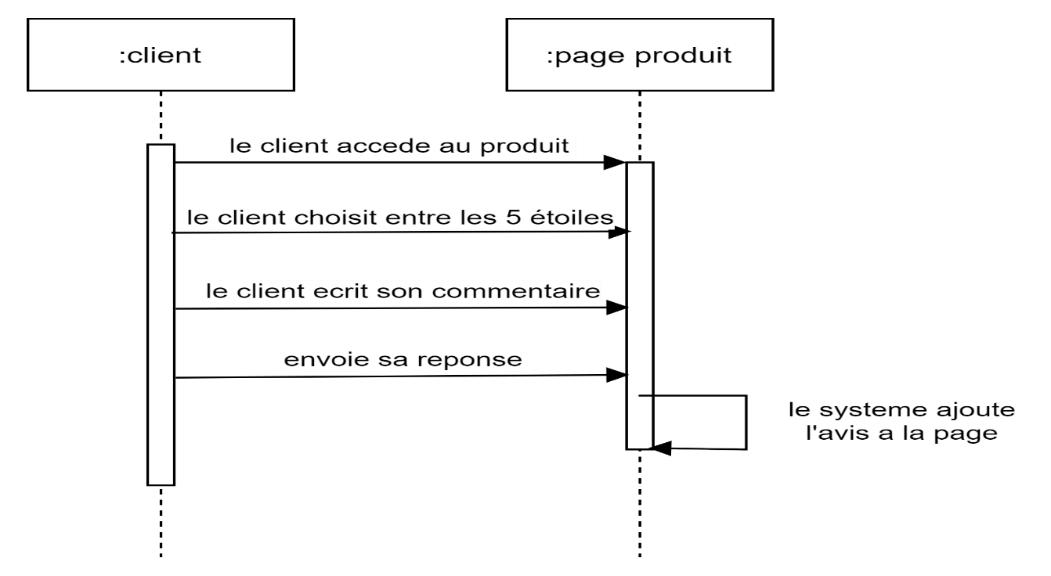 :client
:page produit
le client accede au produit
le client choisit entre les 5 étoiles
le client ecrit son commentaire
envoie sa reponse
le systeme ajoute
l'avis a la page